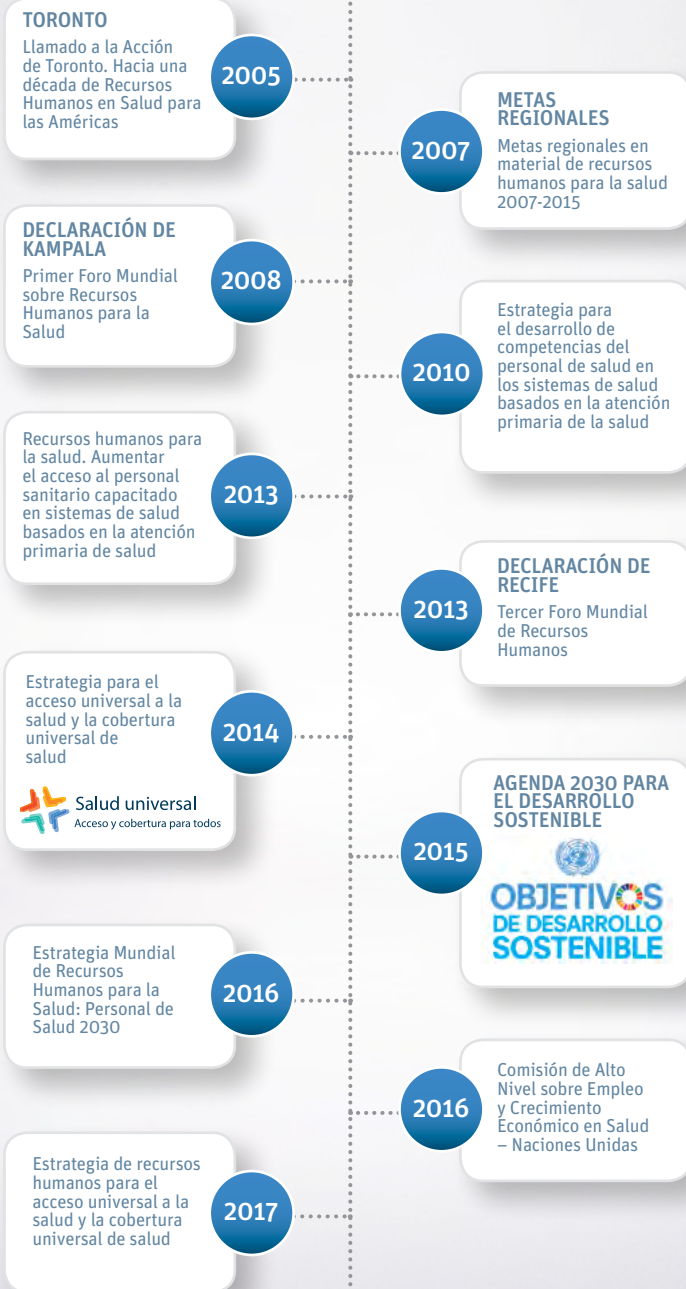 TORONTO
Llamado a la Acción
de Toronto. Hacia una
década de Recursos
Humanos en Salud para
las Américas
2005
METAS
REGIONALES
Metas regionales en
material de recursos
humanos para la salud
2007-2015
2007
DECLARACIÓN DE
KAMPALA
Primer Foro Mundial
sobre Recursos
Humanos para la
Salud
2008
Estrategia para
el desarrollo de
competencias del
personal de salud en
los sistemas de salud
basados en la atención
primaria de la salud
2010
Recursos humanos para
la salud. Aumentar
el acceso al personal
sanitario capacitado
en sistemas de salud
basados en la atención
primaria de salud
2013
DECLARACIÓN DE
RECIFE
Tercer Foro Mundial
de Recursos
Humanos
2013
Estrategia para el
acceso universal a la
salud y la cobertura
universal de
salud
Salud universal
Acceso y cobertura para todos
2014
AGENDA 2030 PARA
EL DESARROLLO
SOSTENIBLE
OBJETIVOS
DE DESARROLLO
SOSTENIBLE
2015
Estrategia Mundial
de Recursos
Humanos para la
Salud: Personal de
Salud 2030
2016
Comisión de Alto
Nivel sobre Empleo
y Crecimiento
Económico en Salud
– Naciones Unidas
2016
Estrategia de recursos
humanos para el
acceso universal a la
salud y la cobertura
universal de salud
2017